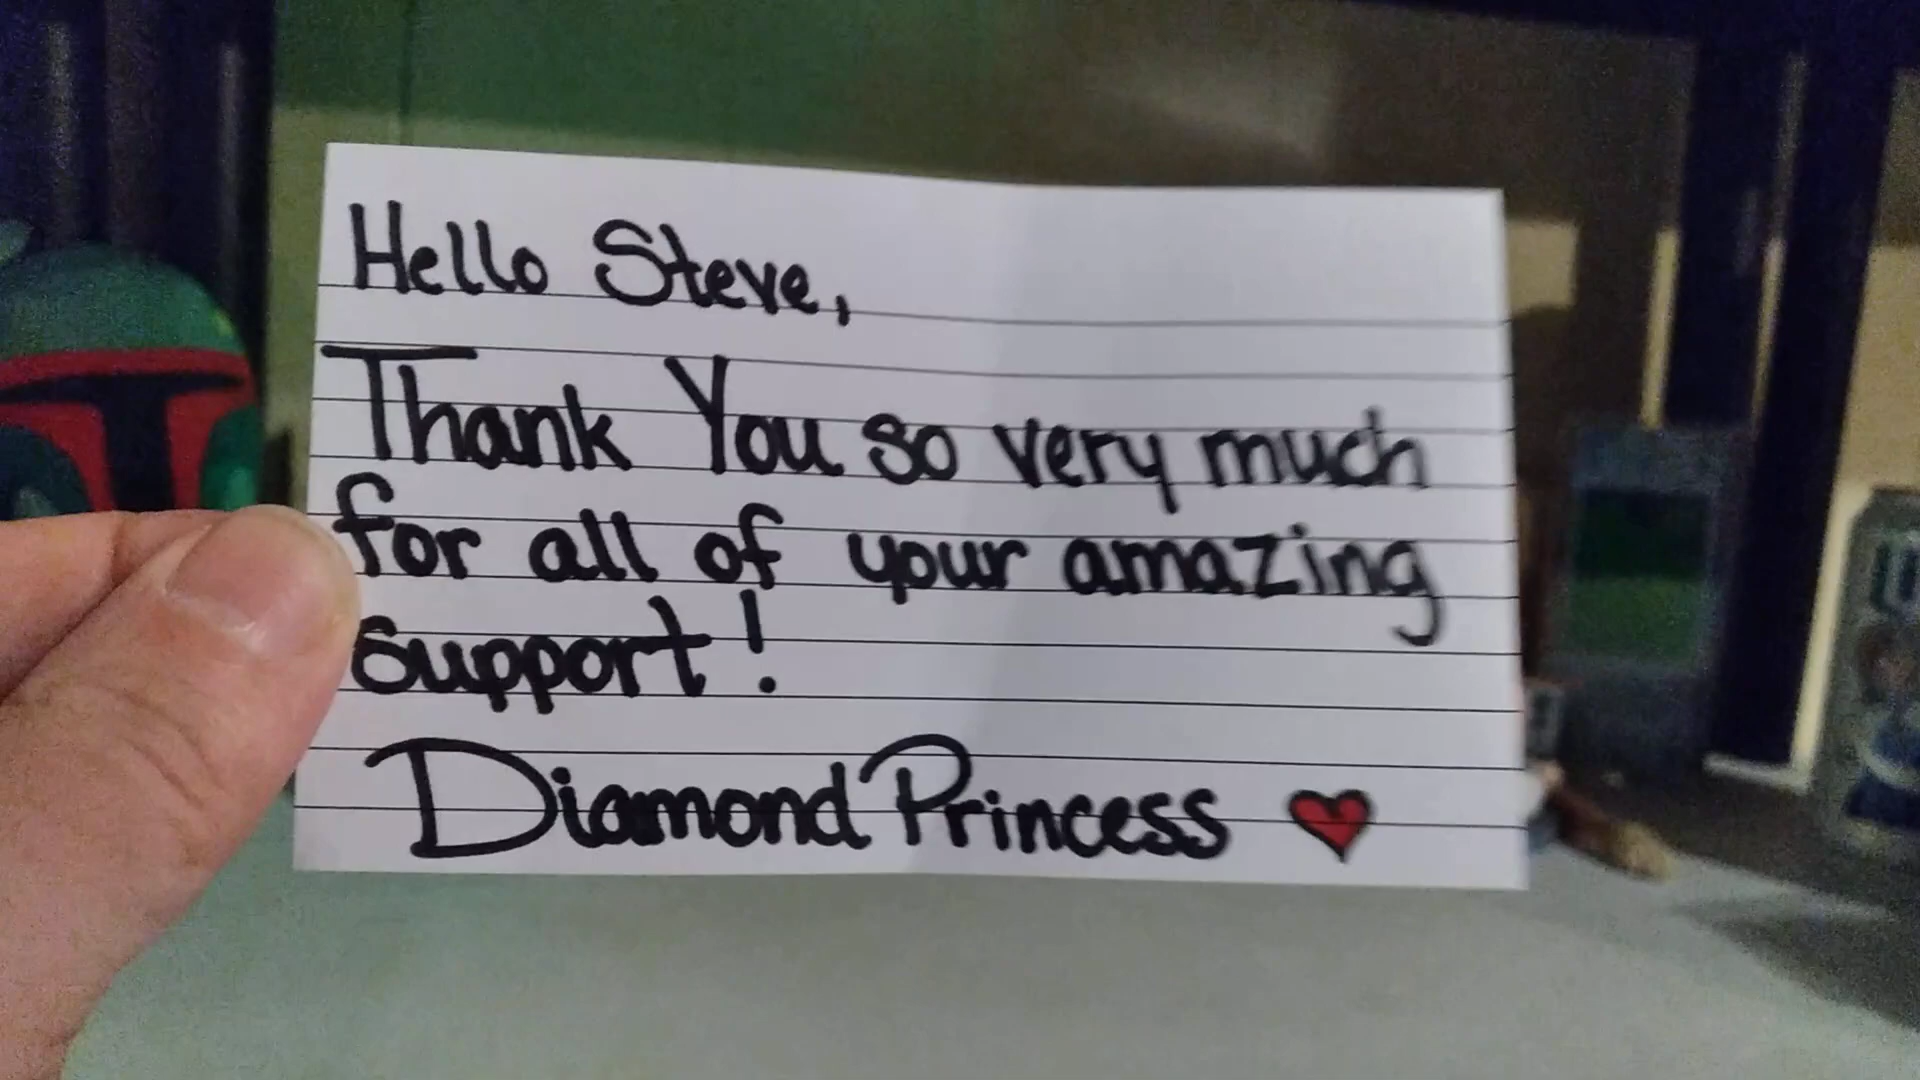 Hello Steve,
Thank You so very much
for all of your amazing
support!
Diamond Princess ♥